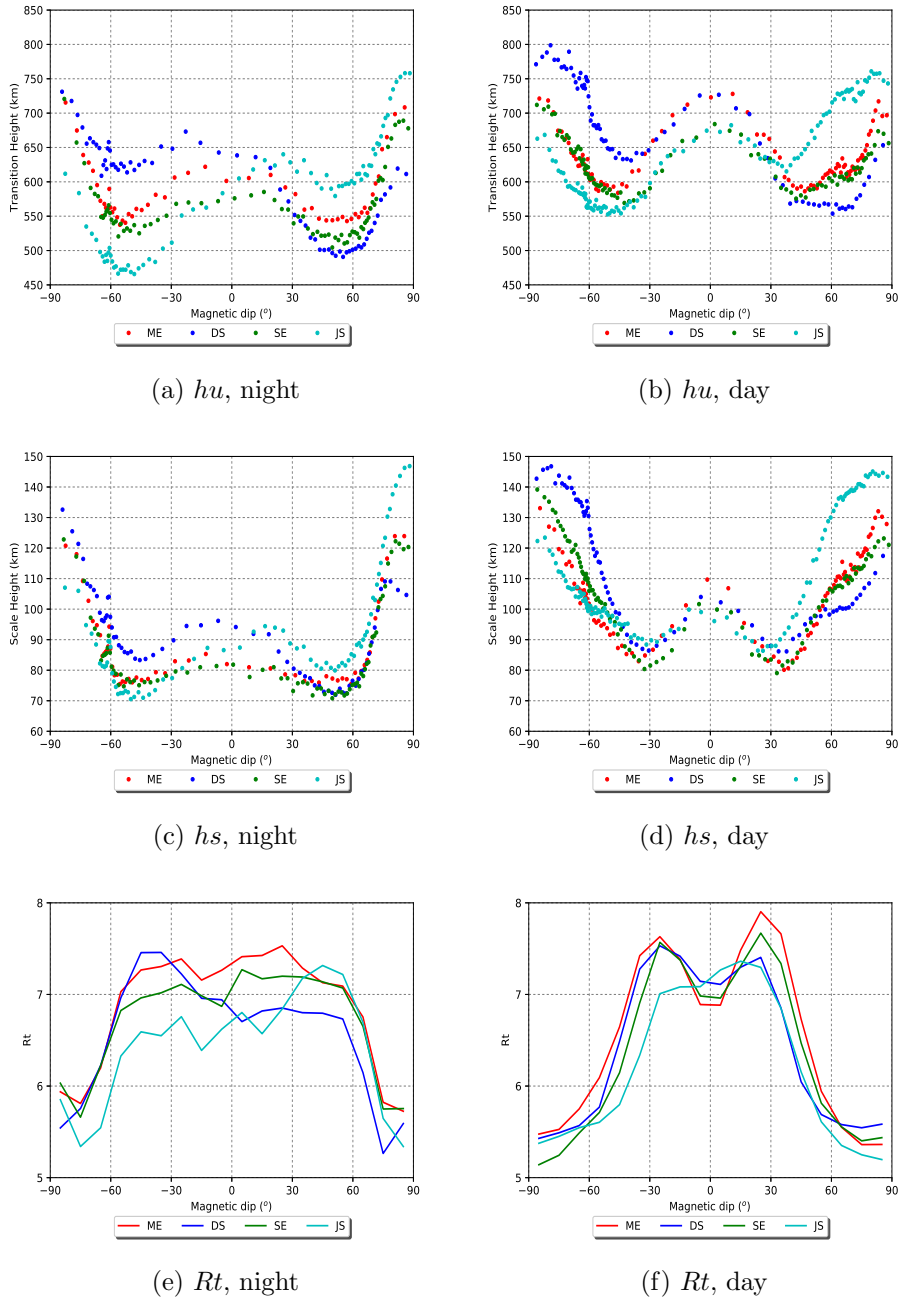 850
800
750
700
650
600
550
500
450
Transition Height (km)
−90 −60 −30 0 30 60 90
Magnetic dip (°)
ME DS SE JS
(a) hu, night
850
800
750
700
650
600
550
500
450
Transition Height (km)
−90 −60 −30 0 30 60 90
Magnetic dip (°)
ME DS SE JS
(b) hu, day
150
140
130
120
110
100
90
80
70
60
Scale Height (km)
−90 −60 −30 0 30 60 90
Magnetic dip (°)
ME DS SE JS
(c) hs, night
150
140
130
120
110
100
90
80
70
60
Scale Height (km)
−90 −60 −30 0 30 60 90
Magnetic dip (°)
ME DS SE JS
(d) hs, day
8
7
6
5
Rt
−90 −60 −30 0 30 60 90
Magnetic dip (°)
ME DS SE JS
(e) Rt, night
8
7
6
5
Rt
−90 −60 −30 0 30 60 90
Magnetic dip (°)
ME DS SE JS
(f) Rt, day